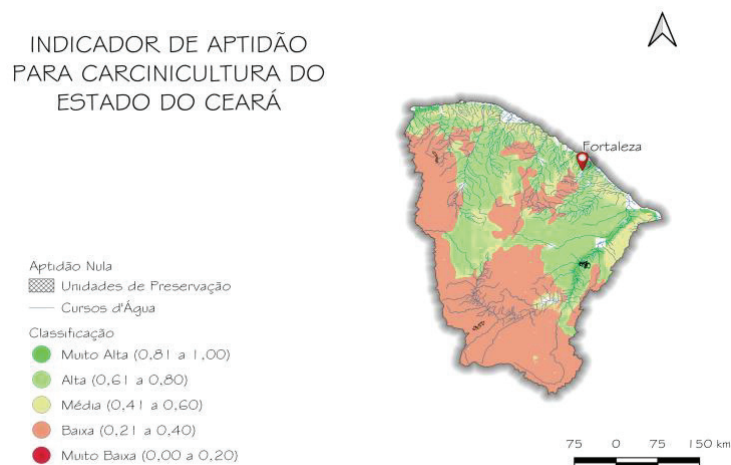 INDICADOR DE APTIDÃO
PARA CARCINICULTURA DO
ESTADO DO CEARÁ
Fortaleza
Aptidão Nula
Unidades de Preservação
Cursos d'Água
Classificação
Muito Alta (0,81 a 1,00)
Alta (0,61 a 0,80)
Média (0,41 a 0,60)
Baixa (0,21 a 0,40)
Muito Baixa (0,00 a 0,20)
75 0 75 150 km